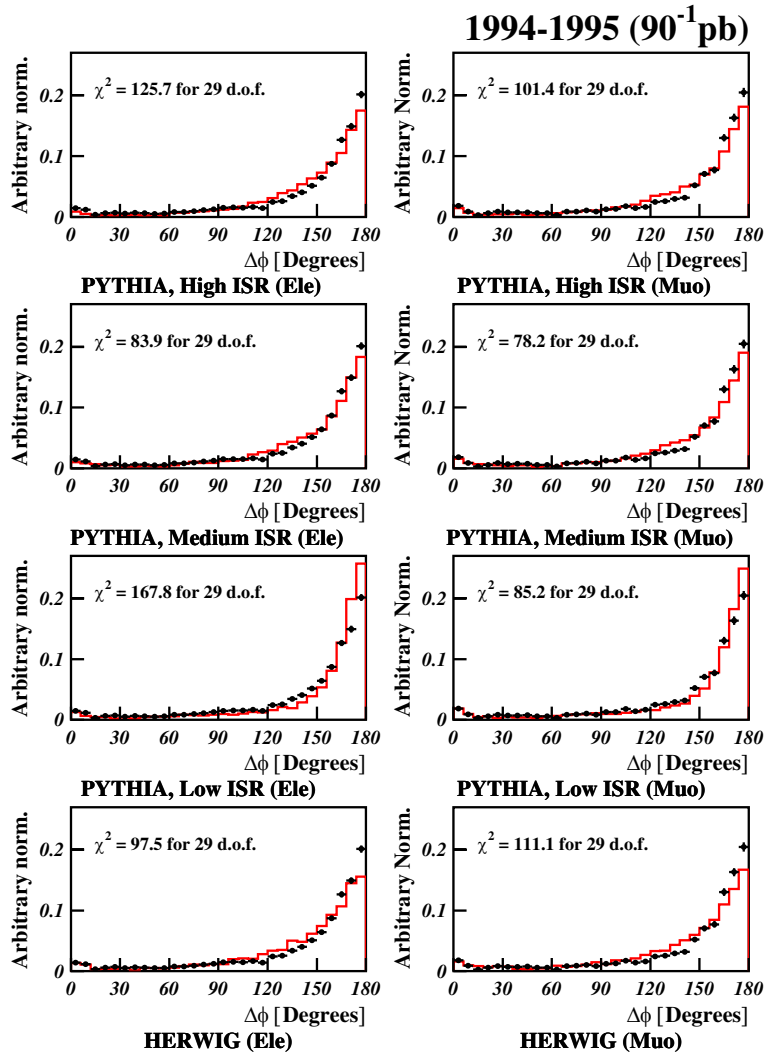 1994-1995 (90⁻¹pb)
Arbitrary norm.
χ² = 125.7 for 29 d.o.f.
0.2
0.1
0
0 30 60 90 120 150 180
Δϕ [Degrees]
PYTHIA, High ISR (Ele)
Arbitrary Norm.
χ² = 101.4 for 29 d.o.f.
0.2
0.1
0
0 30 60 90 120 150 180
Δϕ [Degrees]
PYTHIA, High ISR (Muo)
Arbitrary norm.
χ² = 83.9 for 29 d.o.f.
0.2
0.1
0
0 30 60 90 120 150 180
Δϕ [Degrees]
PYTHIA, Medium ISR (Ele)
Arbitrary Norm.
χ² = 78.2 for 29 d.o.f.
0.2
0.1
0
0 30 60 90 120 150 180
Δϕ [Degrees]
PYTHIA, Medium ISR (Muo)
Arbitrary norm.
χ² = 167.8 for 29 d.o.f.
0.2
0.1
0
0 30 60 90 120 150 180
Δϕ [Degrees]
PYTHIA, Low ISR (Ele)
Arbitrary Norm.
χ² = 85.2 for 29 d.o.f.
0.2
0.1
0
0 30 60 90 120 150 180
Δϕ [Degrees]
PYTHIA, Low ISR (Muo)
Arbitrary norm.
χ² = 97.5 for 29 d.o.f.
0.2
0.1
0
0 30 60 90 120 150 180
Δϕ [Degrees]
HERWIG (Ele)
Arbitrary Norm.
χ² = 111.1 for 29 d.o.f.
0.2
0.1
0
0 30 60 90 120 150 180
Δϕ [Degrees]
HERWIG (Muo)